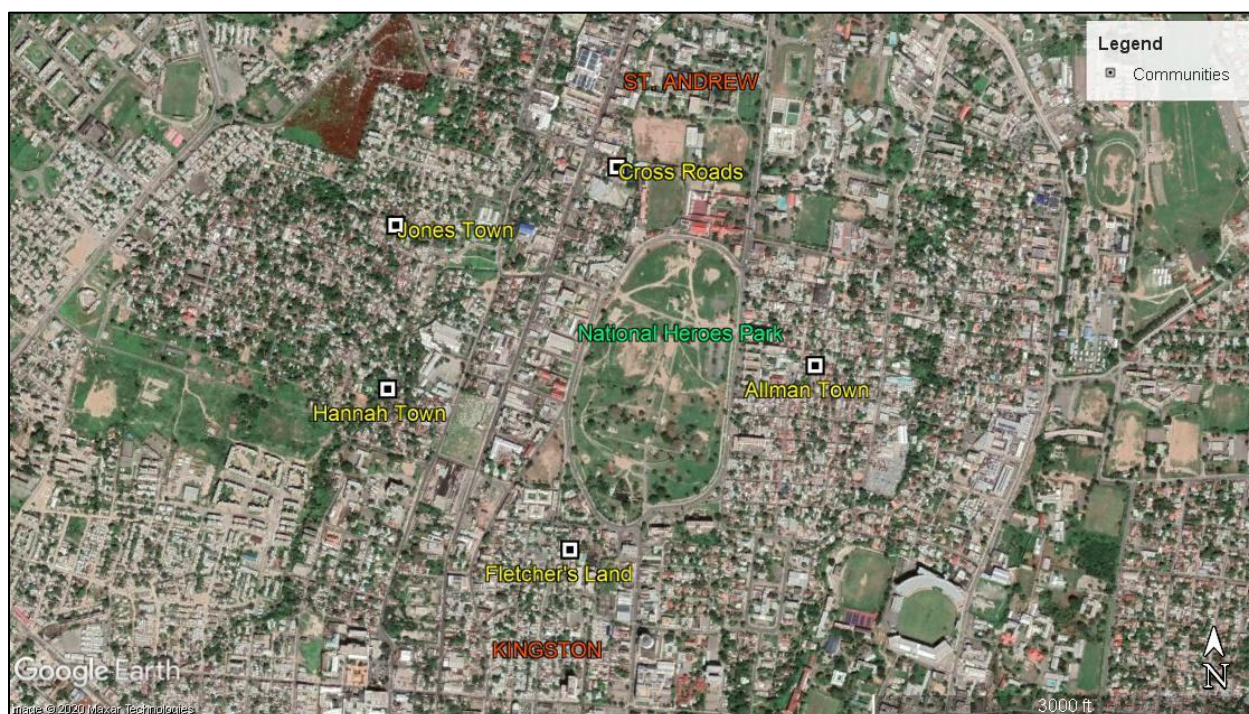 Legend
Communities
ST. ANDREW
Cross Roads
Jones Town
National Heroes Park
Allman Town
Hannah Town
Fletcher's Land
KINGSTON
Google Earth
Image © 2020 Maxar Technologies
3000 ft
N